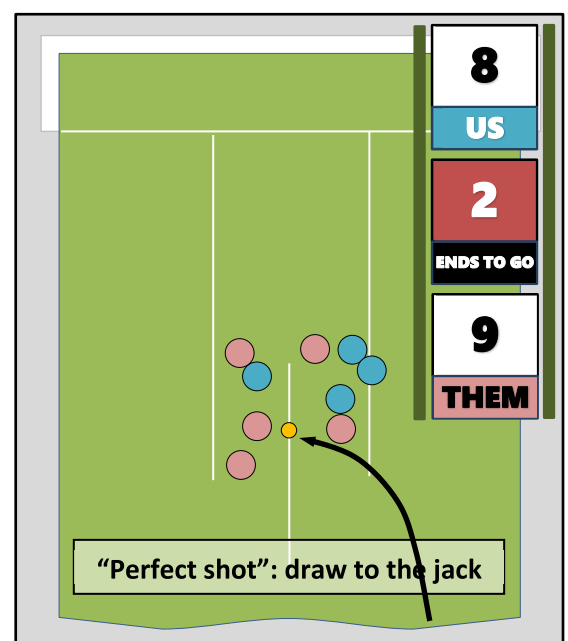 8
US
2
ENDS TO GO
9
THEM
“Perfect shot”: draw to the jack